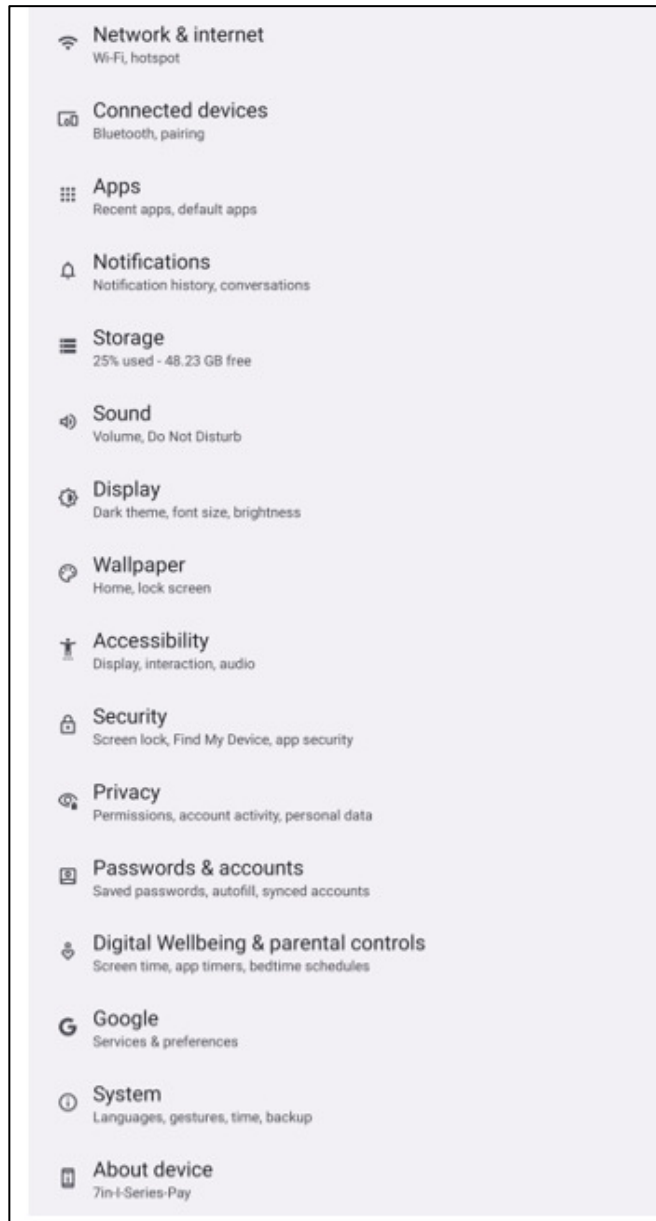 Network & internet
Wi-Fi, hotspot
Connected devices
Bluetooth, pairing
Apps
Recent apps, default apps
Notifications
Notification history, conversations
Storage
25% used - 48.23 GB free
Sound
Volume, Do Not Disturb
Display
Dark theme, font size, brightness
Wallpaper
Home, lock screen
Accessibility
Display, interaction, audio
Security
Screen lock, Find My Device, app security
Privacy
Permissions, account activity, personal data
Passwords & accounts
Saved passwords, autofill, synced accounts
Digital Wellbeing & parental controls
Screen time, app timers, bedtime schedules
Google
Services & preferences
System
Languages, gestures, time, backup
About device
7in-I-Series-Pay